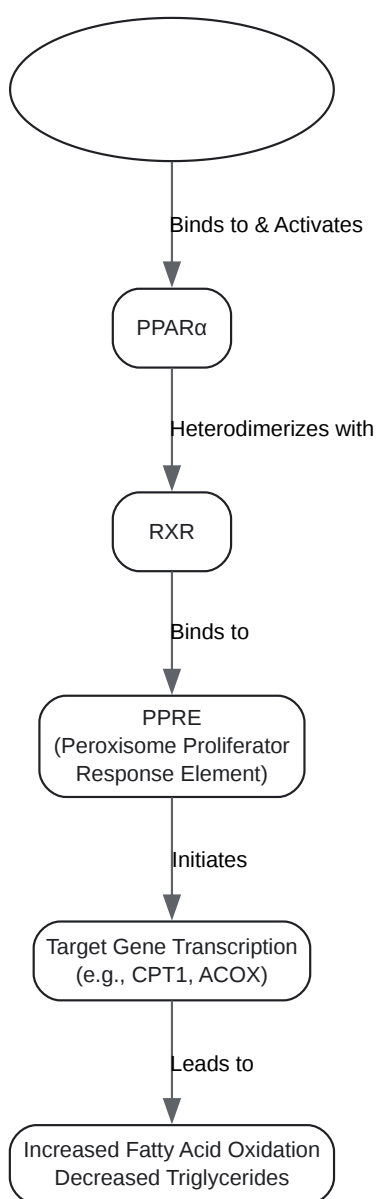 Binds to & Activates
PPARα
Heterodimerizes with
RXR
Binds to
PPRE
(Peroxisome Proliferator
Response Element)
Initiates
Target Gene Transcription
(e.g., CPT1, ACOX)
Leads to
Increased Fatty Acid Oxidation
Decreased Triglycerides